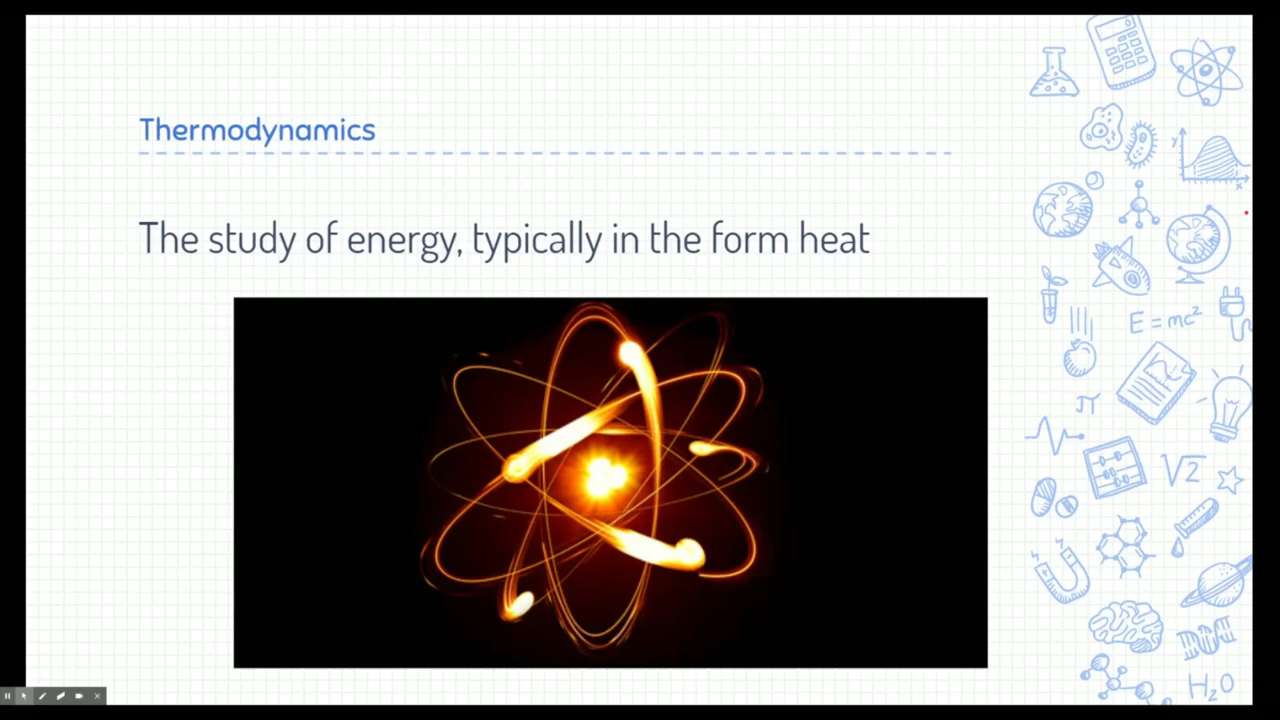 Thermodynamics
The study of energy, typically in the form heat
y
x
E=mc²
π
√2
H₂O